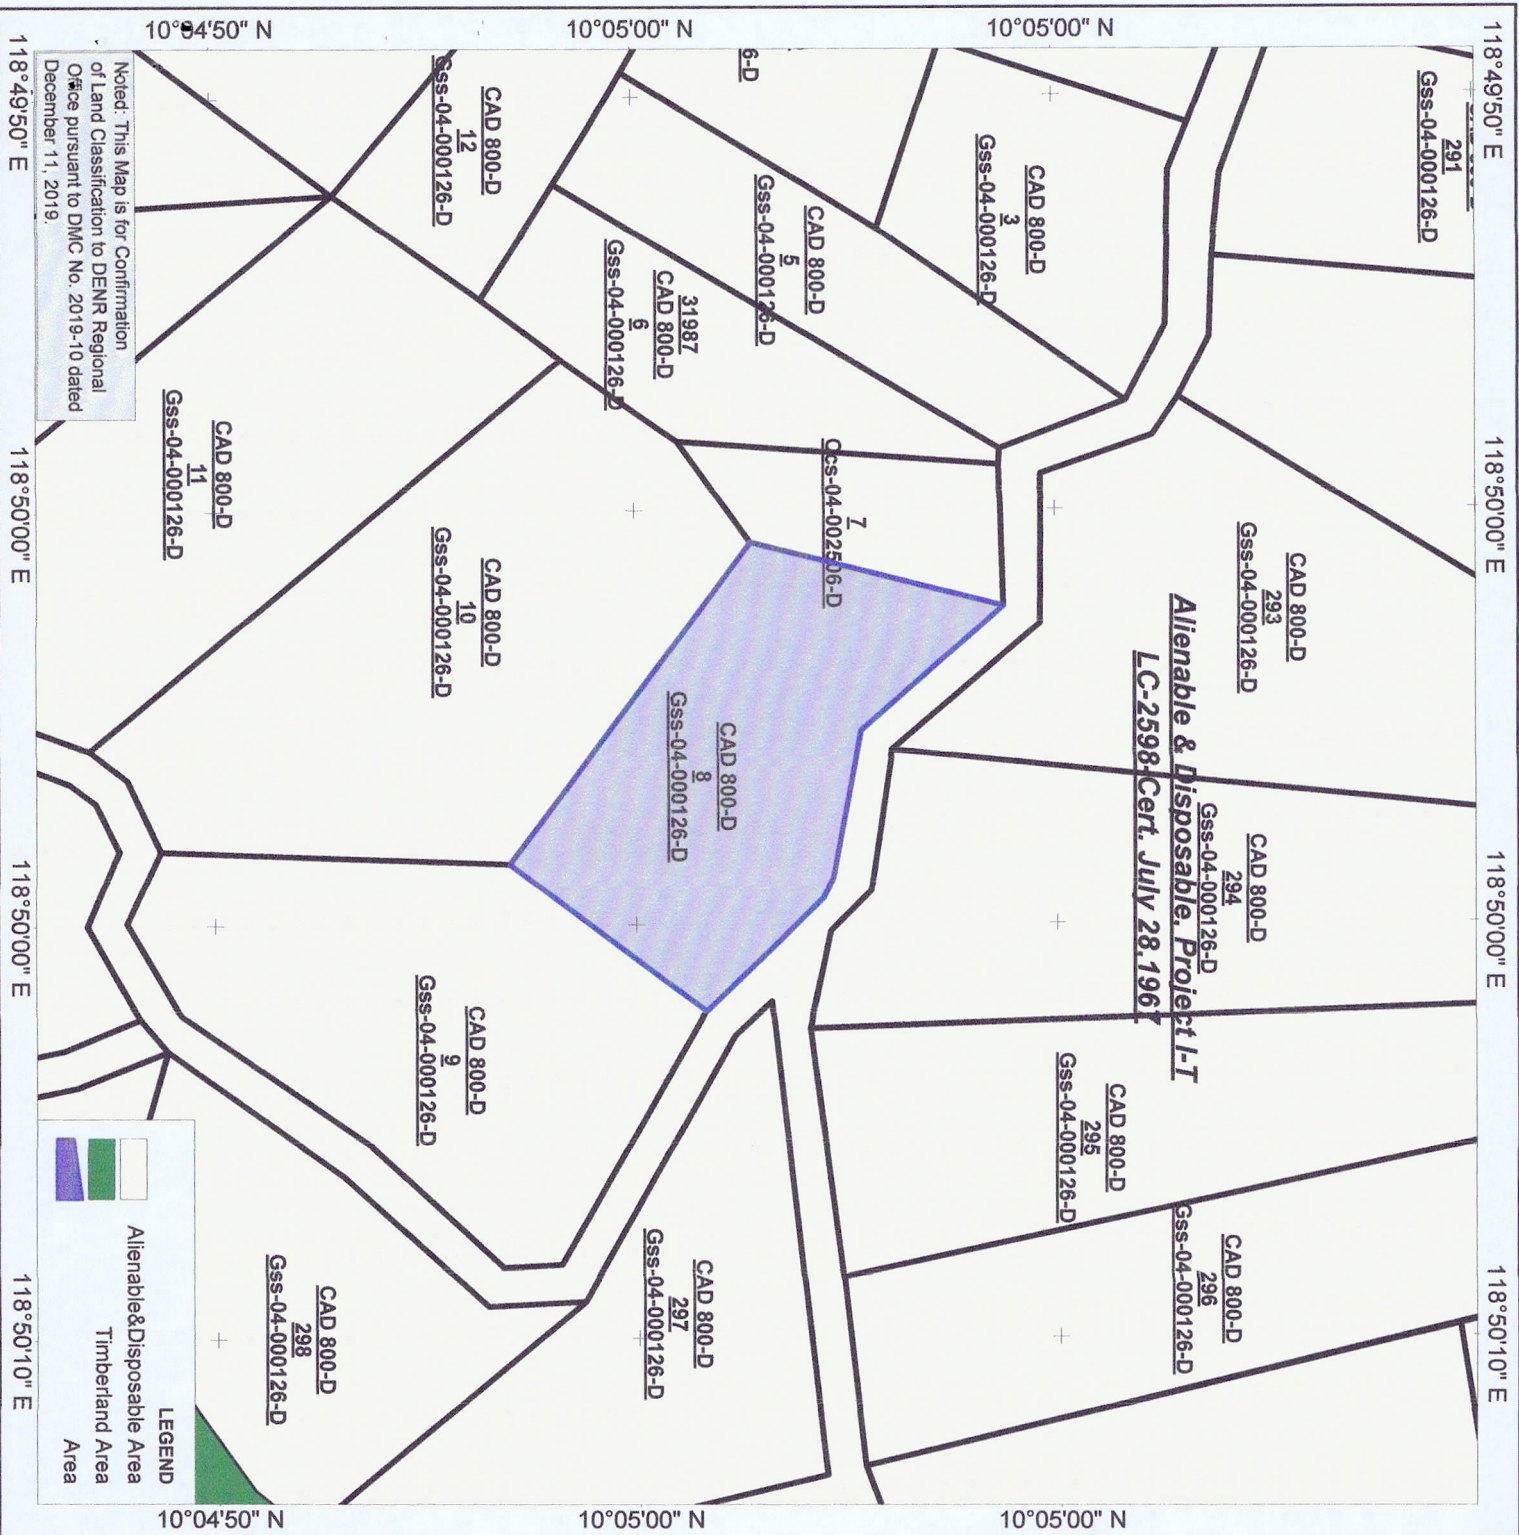 10°04'50" N
10°05'00" N
10°05'00" N
118°49'50" E
118°50'00" E
118°50'00" E
118°50'10" E
118°49'50" E
118°50'00" E
118°50'00" E
118°50'10" E
10°04'50" N
10°05'00" N
10°05'00" N
291
Gss-04-000126-D
6-D
CAD 800-D
3
Gss-04-000126-D
CAD 800-D
5
Gss-04-000126-D
31987
CAD 800-D
6
Gss-04-000126-D
CAD 800-D
12
Gss-04-000126-D
7
Ccs-04-002506-D
CAD 800-D
293
Gss-04-000126-D
Alienable & Disposable, Project I-T
LC-2598-Cert. July 28,1967
CAD 800-D
294
Gss-04-000126-D
CAD 800-D
8
Gss-04-000126-D
CAD 800-D
10
Gss-04-000126-D
CAD 800-D
11
Gss-04-000126-D
CAD 800-D
9
Gss-04-000126-D
CAD 800-D
295
Gss-04-000126-D
CAD 800-D
296
Gss-04-000126-D
CAD 800-D
297
Gss-04-000126-D
CAD 800-D
298
Gss-04-000126-D
Noted: This Map is for Confirmation
of Land Classification to DENR Regional
Office pursuant to DMC No. 2019-10 dated
December 11, 2019.
LEGEND
Alienable&Disposable Area
Timberland Area
Area